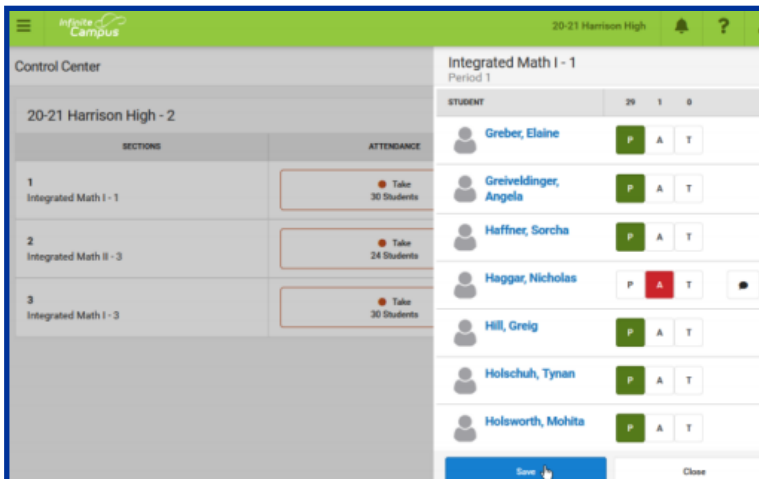 Infinite
Campus
20-21 Harrison High
?
Control Center
20-21 Harrison High - 2
SECTIONS
ATTENDANCE
1
Integrated Math I - 1
Take
30 Students
2
Integrated Math II - 3
Take
24 Students
3
Integrated Math I - 3
Take
30 Students
Integrated Math I - 1
Period 1
STUDENT 29 1 0
Greber, Elaine P A T
Greiveldinger,
Angela P A T
Haffner, Sorcha P A T
Haggar, Nicholas P A T
Hill, Greig P A T
Holschuh, Tynan P A T
Holsworth, Mohita P A T
Save Close